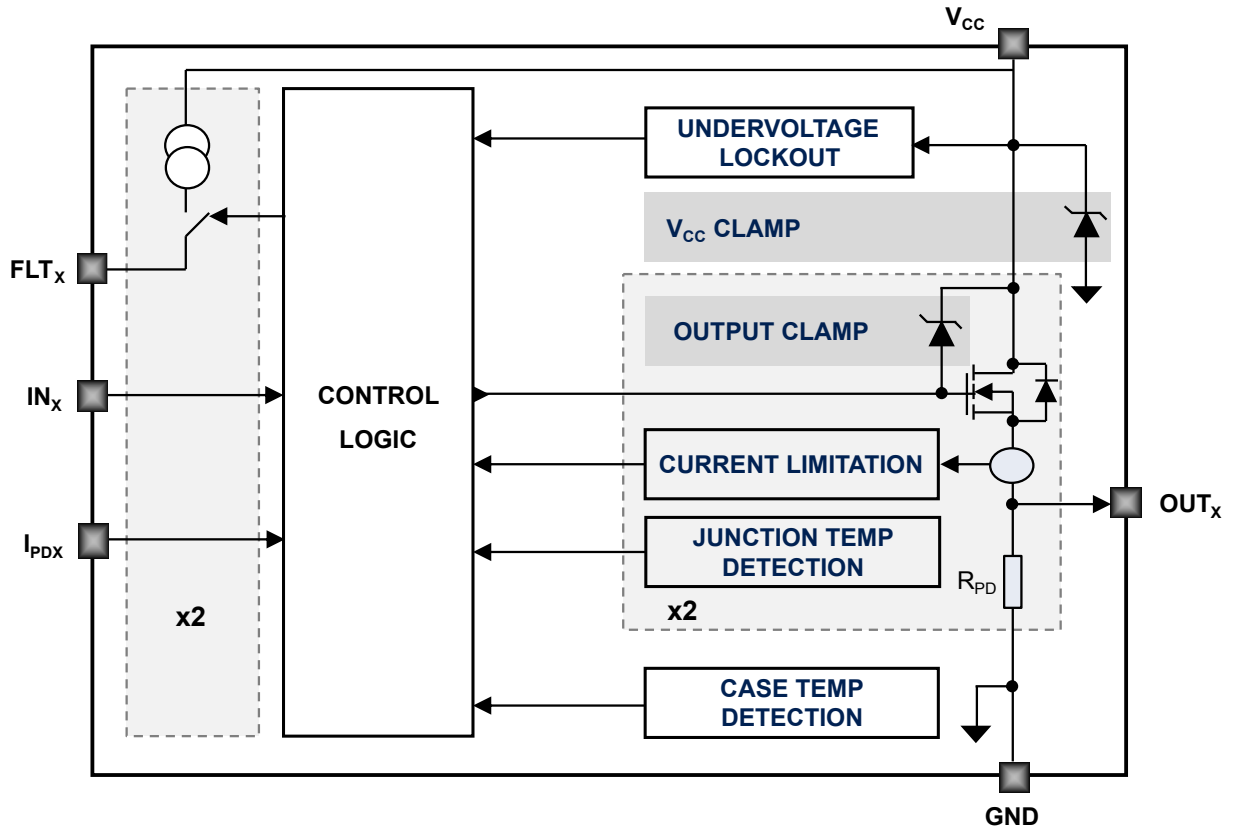 VCC
UNDERVOLTAGE
LOCKOUT
VCC CLAMP
FLTX
OUTPUT CLAMP
INX
CONTROL
LOGIC
CURRENT LIMITATION
OUTX
IPDX
JUNCTION TEMP
DETECTION
RPD
x2
x2
CASE TEMP
DETECTION
GND